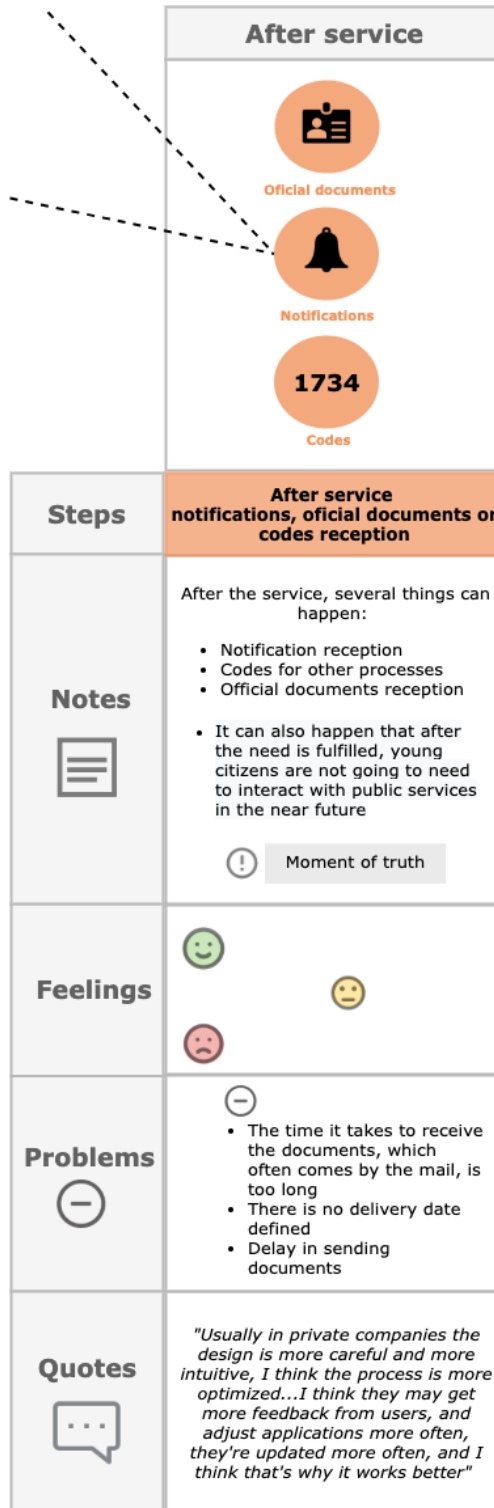 After service
Oficial documents
Notifications
1734
Codes
Steps
After service
notifications, oficial documents or
codes reception
Notes
After the service, several things can
happen:
• Notification reception
• Codes for other processes
• Official documents reception
• It can also happen that after
the need is fulfilled, young
citizens are not going to need
to interact with public services
in the near future
Moment of truth
Feelings
Problems
• The time it takes to receive
the documents, which
often comes by the mail, is
too long
• There is no delivery date
defined
• Delay in sending
documents
Quotes
"Usually in private companies the
design is more careful and more
intuitive, I think the process is more
optimized...I think they may get
more feedback from users, and
adjust applications more often,
they're updated more often, and I
think that's why it works better"